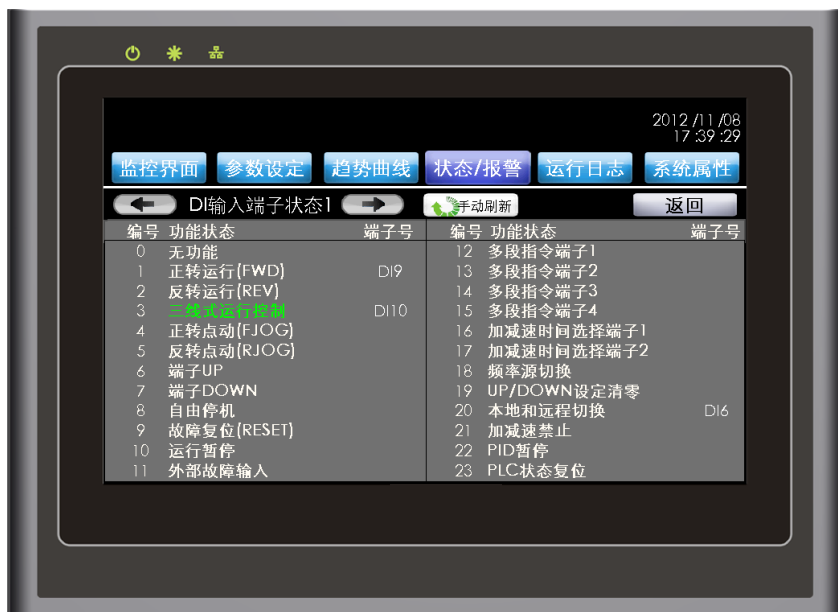 2012 /11 /08
17 :39 :29
监控界面 参数设定 趋势曲线 状态/报警 运行日志 系统属性
DI输入端子状态1 手动刷新 返回
编号 功能状态 端子号 编号 功能状态 端子号
0 无功能 12 多段指令端子1
1 正转运行(FWD) DI9 13 多段指令端子2
2 反转运行(REV) 14 多段指令端子3
3 三线式运行控制 DI10 15 多段指令端子4
4 正转点动(FJOG) 16 加减速时间选择端子1
5 反转点动(RJOG) 17 加减速时间选择端子2
6 端子UP 18 频率源切换
7 端子DOWN 19 UP/DOWN设定清零
8 自由停机 20 本地和远程切换 DI6
9 故障复位(RESET) 21 加减速禁止
10 运行暂停 22 PID暂停
11 外部故障输入 23 PLC状态复位